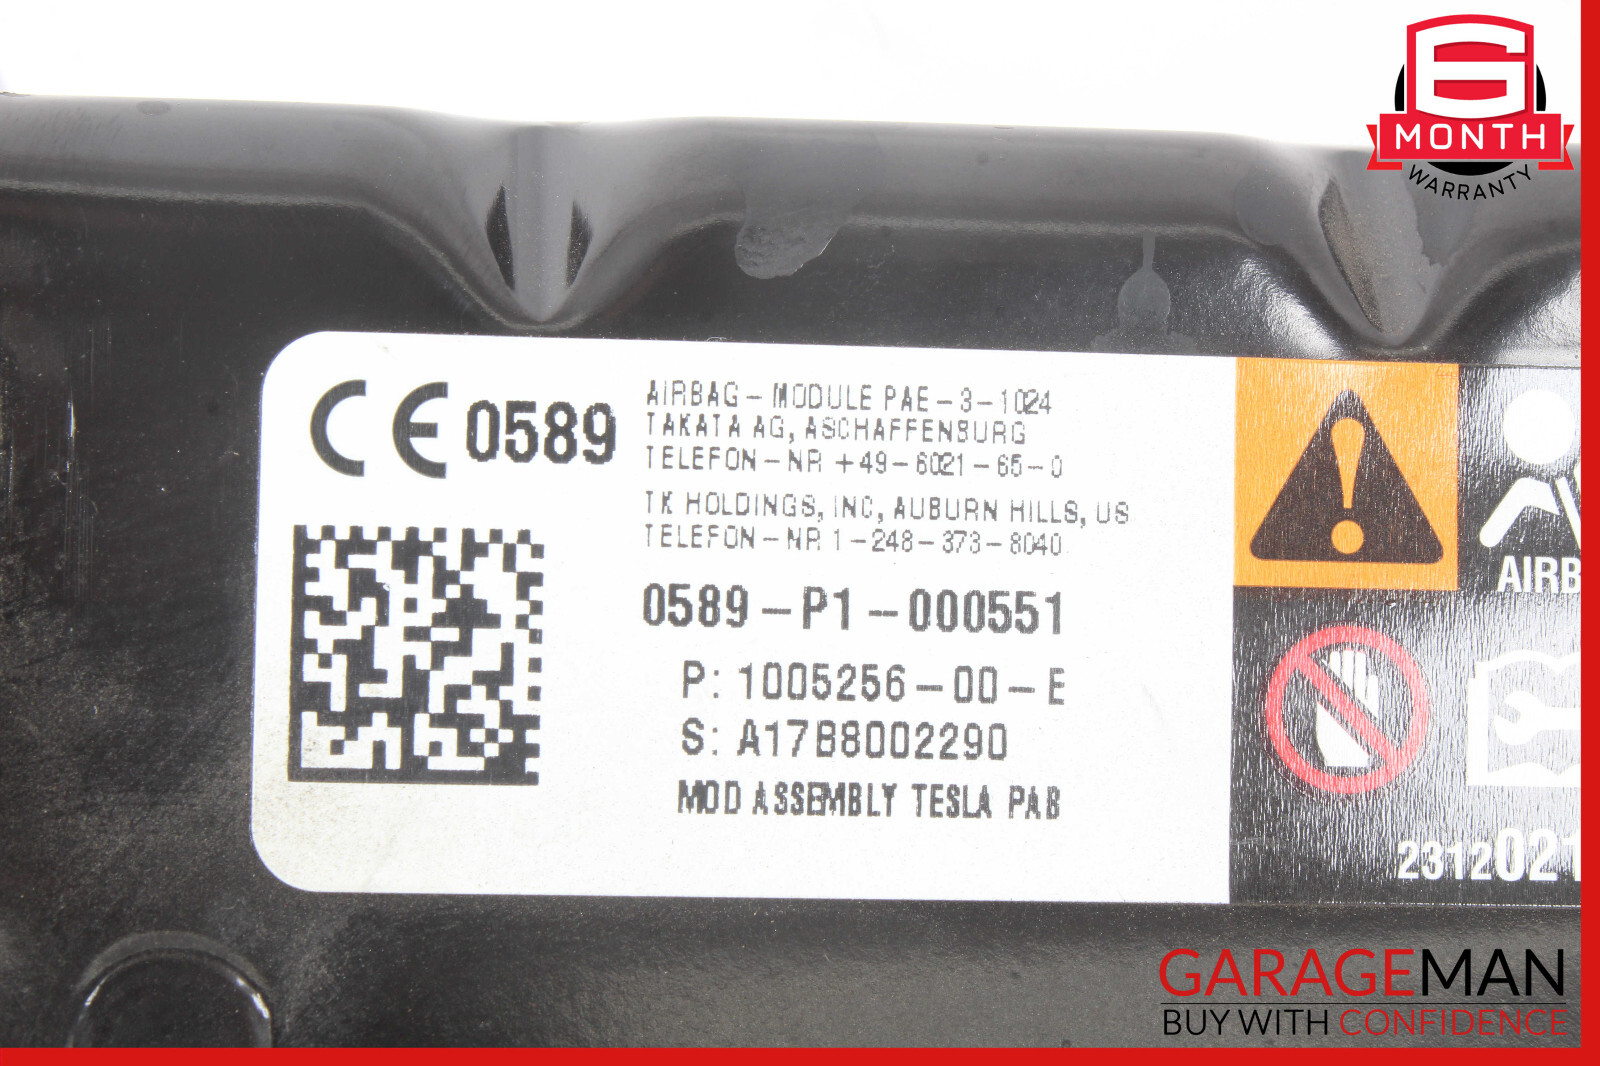 6
MONTH
WARRANTY
CE 0589
AIRBAG-MODULE PAE-3-1024
TAKATA AG, ASCHAFFENBURG
TELEFON-NR +49-6021-65-0
TK HOLDINGS, INC, AUBURN HILLS, US
TELEFON-NR 1-248-373-8040
0589-P1-000551
P: 1005256-00-E
S: A17B8002290
MOD ASSEMBLY TESLA PAB
AIRB
2312021
GARAGEMAN
BUY WITH CONFIDENCE